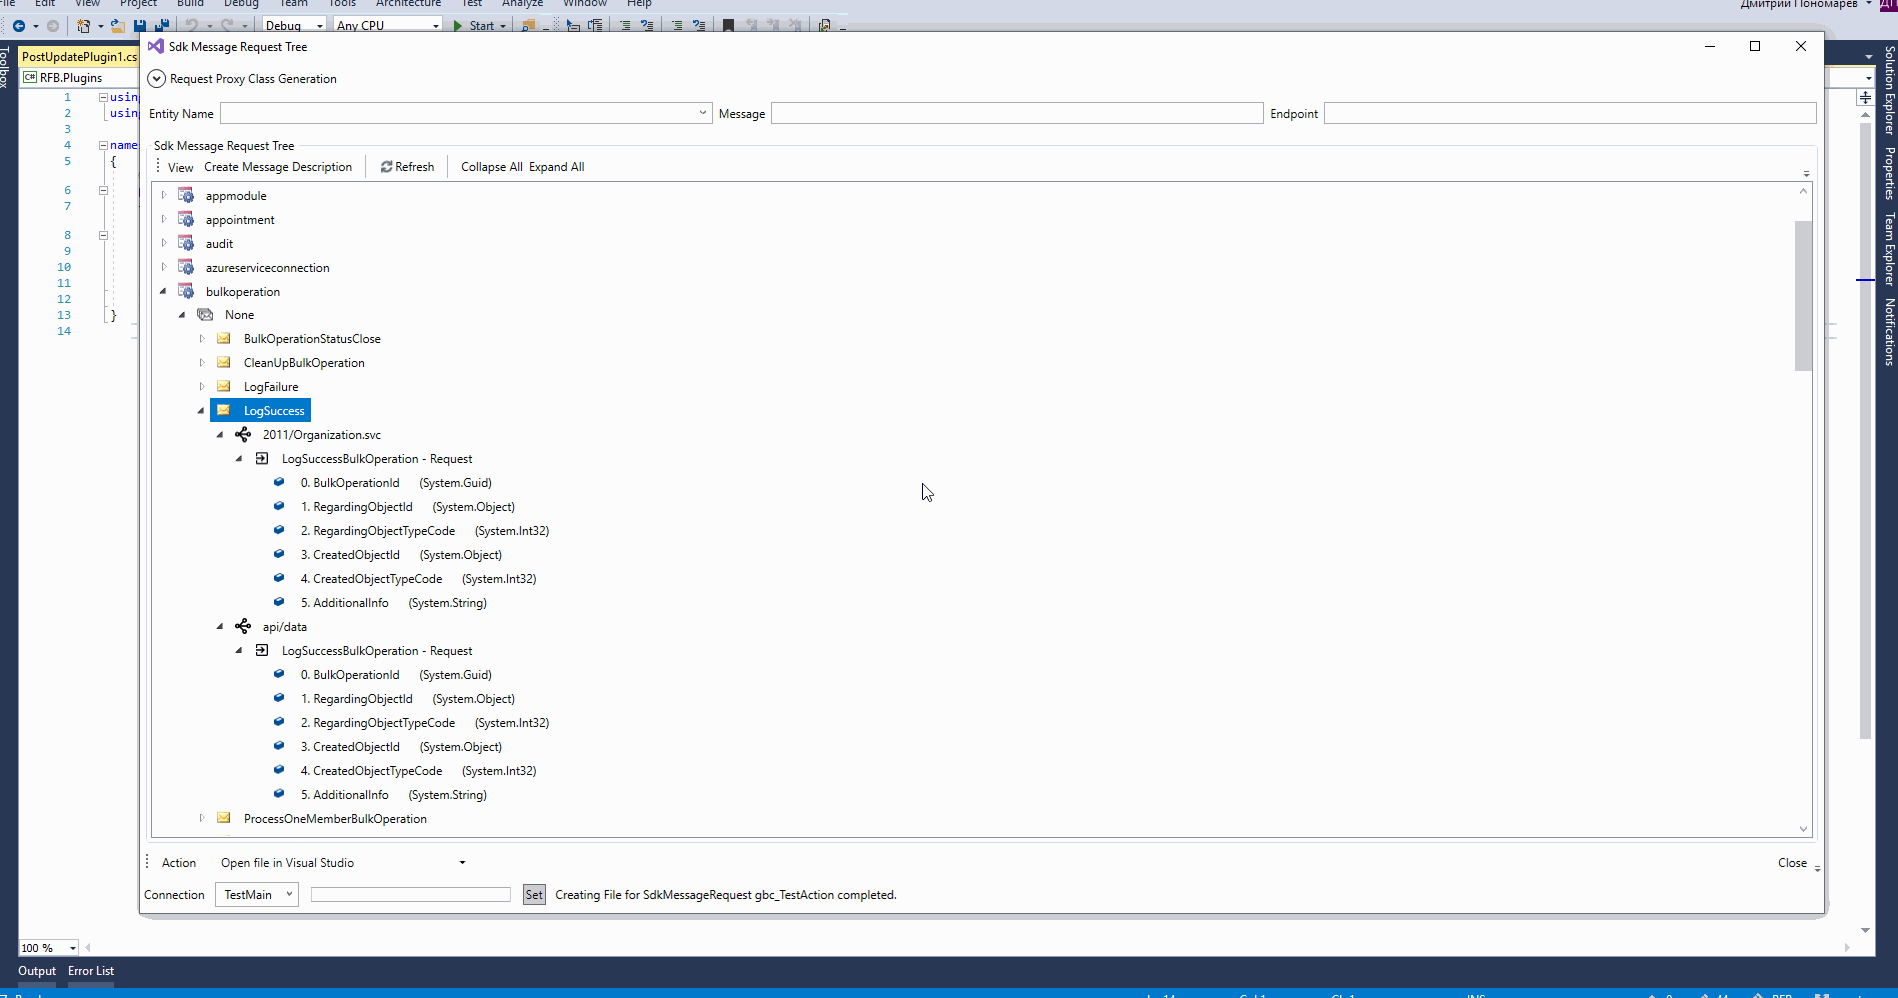 File Edit View Project Build Debug Team Tools Architecture Test Analyze Window Help
Дмитрий Пономарев ДП
Debug Any CPU Start
Toolbox
PostUpdatePlugin1.cs
RFB.Plugins
1 using
2 using
3
4 names
5 {
6
7
8
9
10
11
12
13 }
14
Sdk Message Request Tree
Request Proxy Class Generation
Entity Name Message Endpoint
Sdk Message Request Tree
View Create Message Description Refresh Collapse All Expand All
appmodule
appointment
audit
azureserviceconnection
bulkoperation
None
BulkOperationStatusClose
CleanUpBulkOperation
LogFailure
LogSuccess
2011/Organization.svc
LogSuccessBulkOperation - Request
0. BulkOperationId (System.Guid)
1. RegardingObjectId (System.Object)
2. RegardingObjectTypeCode (System.Int32)
3. CreatedObjectId (System.Object)
4. CreatedObjectTypeCode (System.Int32)
5. AdditionalInfo (System.String)
api/data
LogSuccessBulkOperation - Request
0. BulkOperationId (System.Guid)
1. RegardingObjectId (System.Object)
2. RegardingObjectTypeCode (System.Int32)
3. CreatedObjectId (System.Object)
4. CreatedObjectTypeCode (System.Int32)
5. AdditionalInfo (System.String)
ProcessOneMemberBulkOperation
Action Open file in Visual Studio Close
Connection TestMain Set Creating File for SdkMessageRequest gbc_TestAction completed.
Solution Explorer
Properties
Team Explorer
Notifications
100 %
Output Error List